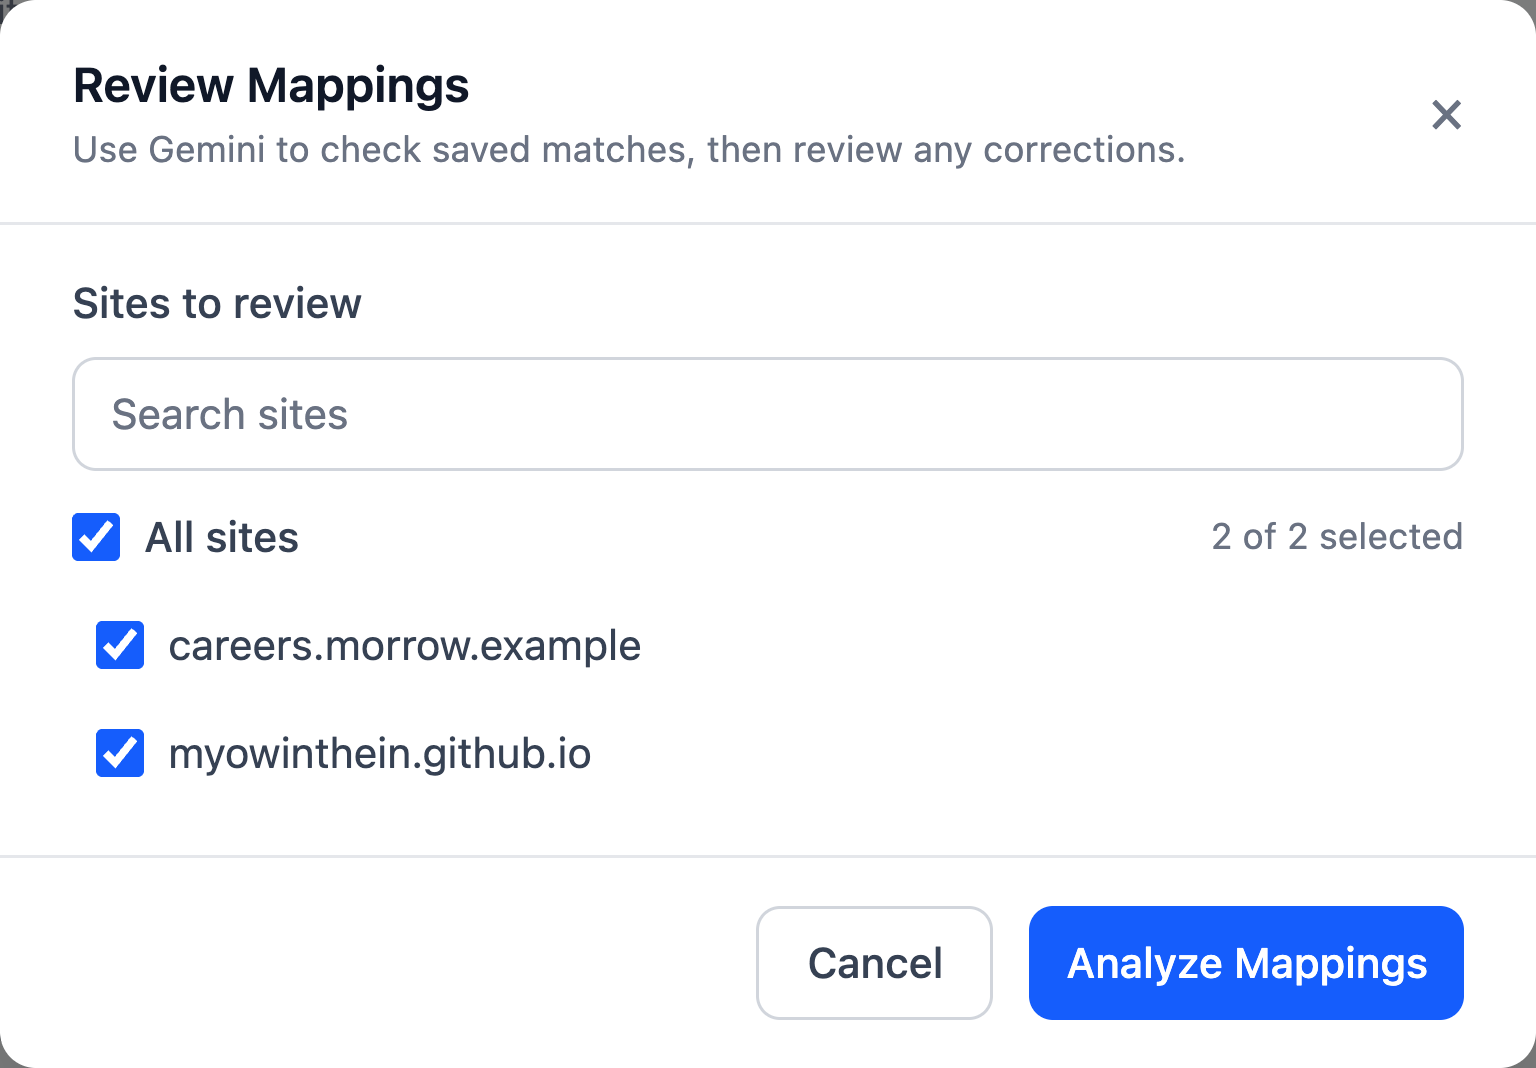 Review Mappings
Use Gemini to check saved matches, then review any corrections.
Sites to review
Search sites
All sites
2 of 2 selected
careers.morrow.example
myowinthein.github.io
Cancel
Analyze Mappings